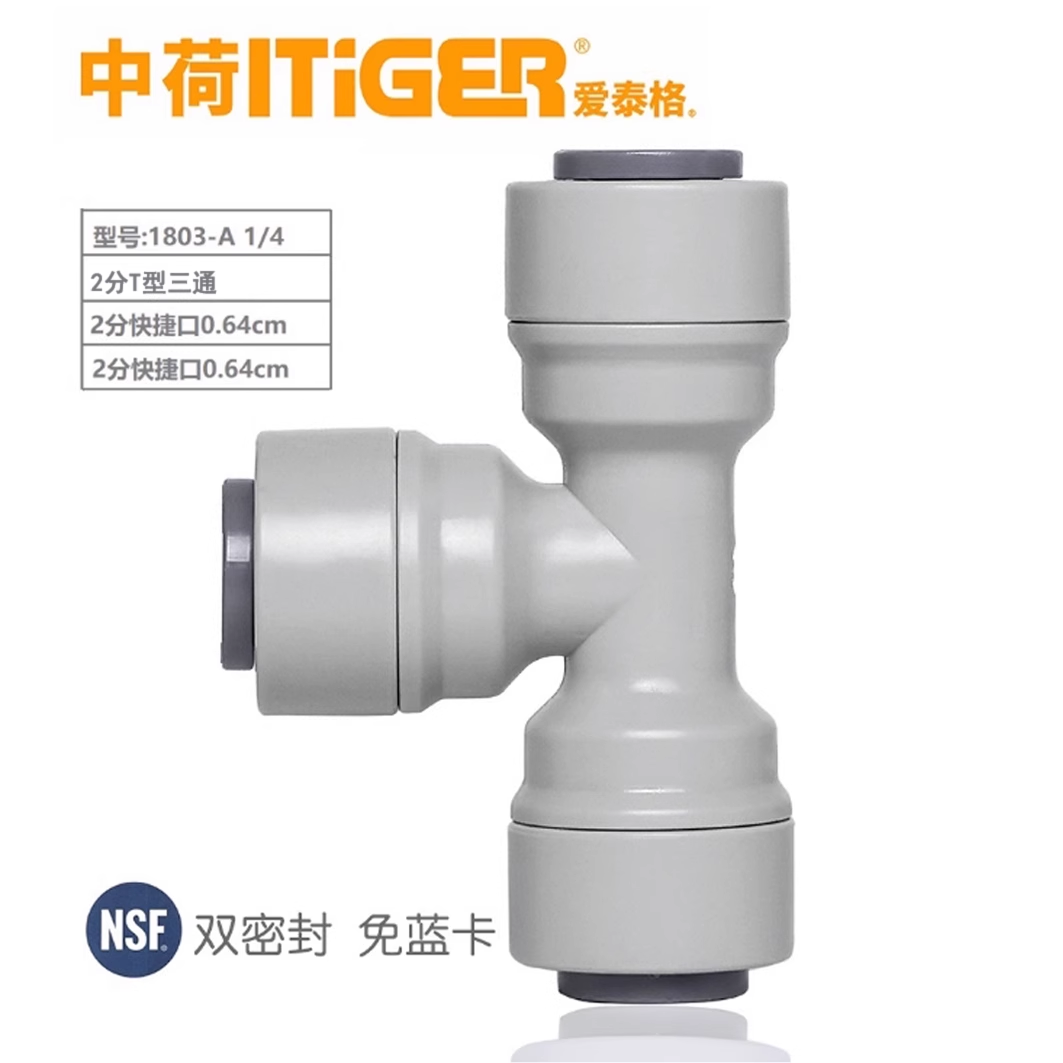 中荷ITiGER®
爱泰格®
型号:1803-A 1/4
2分T型三通
2分快捷口0.64cm
2分快捷口0.64cm
NSF® 双密封 免蓝卡